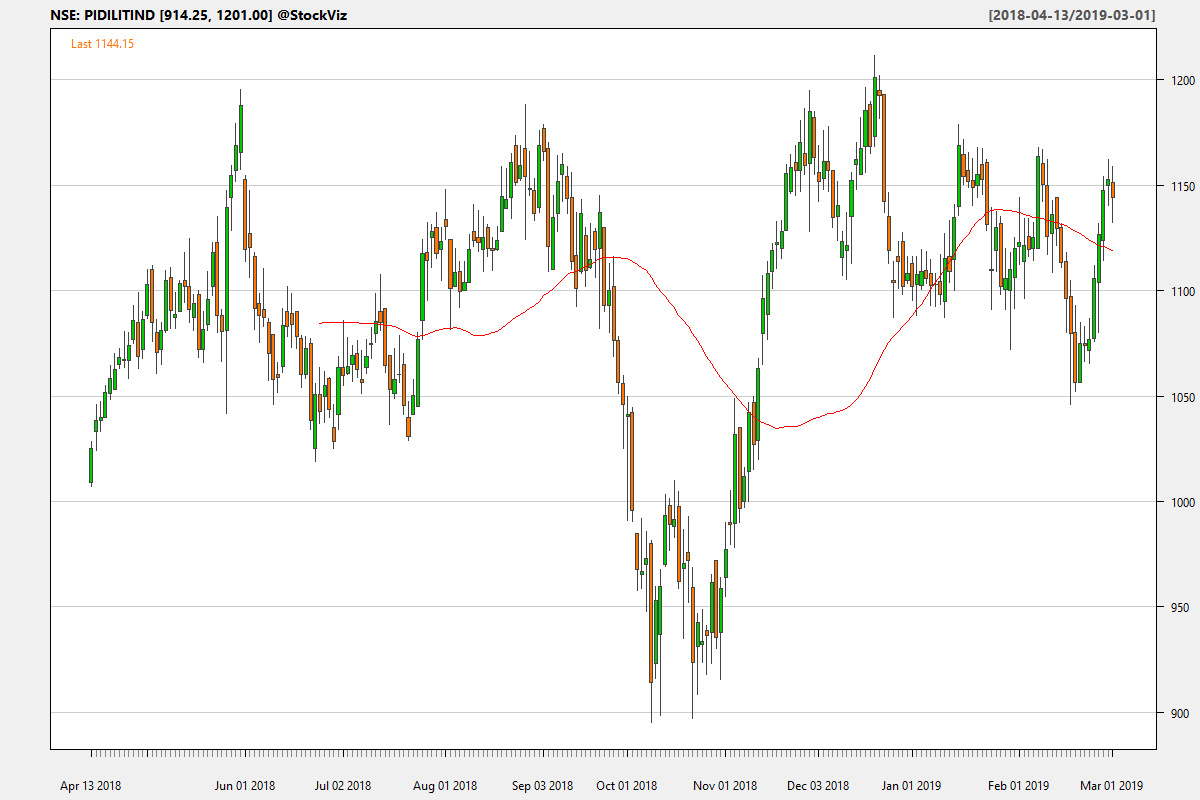 NSE: PIDILITIND [914.25, 1201.00] @StockViz [2018-04-13/2019-03-01]
Last 1144.15
1200
1150
1100
1050
1000
950
900
Apr 13 2018 Jun 01 2018 Jul 02 2018 Aug 01 2018 Sep 03 2018 Oct 01 2018 Nov 01 2018 Dec 03 2018 Jan 01 2019 Feb 01 2019 Mar 01 2019